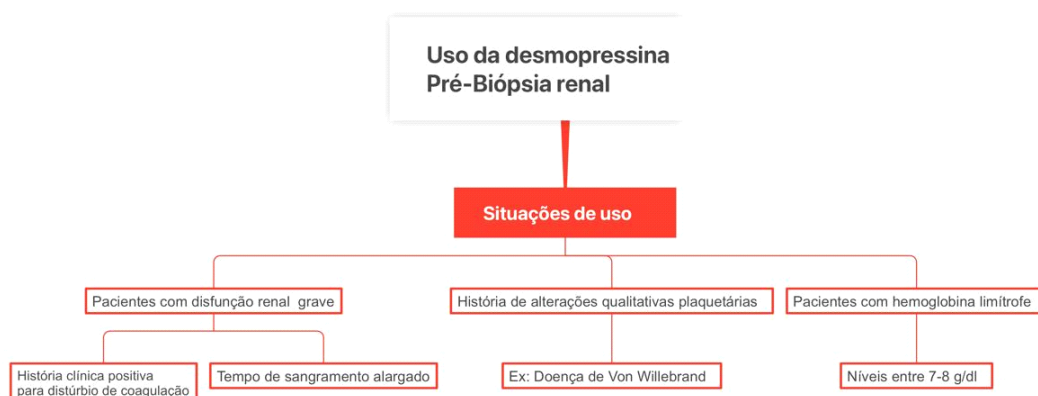 Uso da desmopressina
Pré-Biópsia renal
Situações de uso
Pacientes com disfunção renal grave
História de alterações qualitativas plaquetárias
Pacientes com hemoglobina limítrofe
História clínica positiva
para distúrbio de coagulação
Tempo de sangramento alargado
Ex: Doença de Von Willebrand
Níveis entre 7-8 g/dl